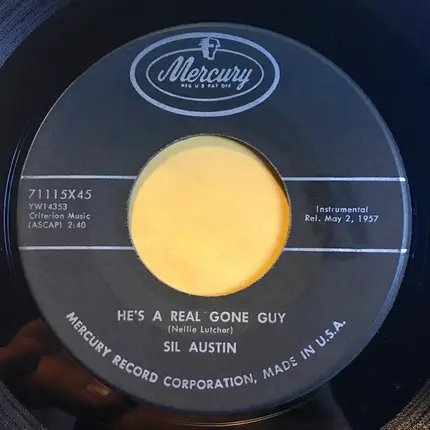 Mercury
REG U S PAT OFF
71115X45
YW14353
Criterion Music
(ASCAP) 2:40
Instrumental
Rel. May 2, 1957
HE'S A REAL GONE GUY
(Nellie Lutcher)
SIL AUSTIN
MERCURY RECORD CORPORATION, MADE IN U.S.A.